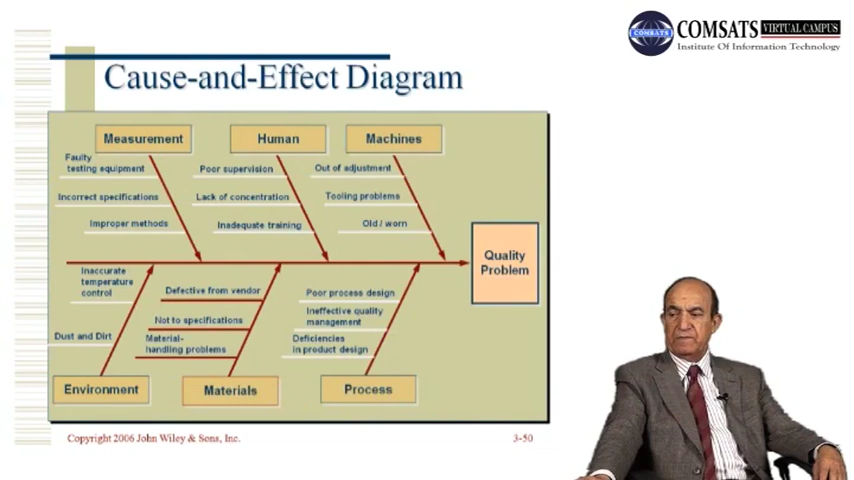 COMSATS VIRTUAL CAMPUS
COMSATS
Institute Of Information Technology
Cause-and-Effect Diagram
Measurement
Human
Machines
Faulty
testing equipment
Incorrect specifications
Improper methods
Poor supervision
Lack of concentration
Inadequate training
Out of adjustment
Tooling problems
Old / worn
Quality
Problem
Inaccurate
temperature
control
Dust and Dirt
Defective from vendor
Not to specifications
Material-
handling problems
Poor process design
Ineffective quality
management
Deficiencies
in product design
Environment
Materials
Process
Copyright 2006 John Wiley & Sons, Inc.
3-50